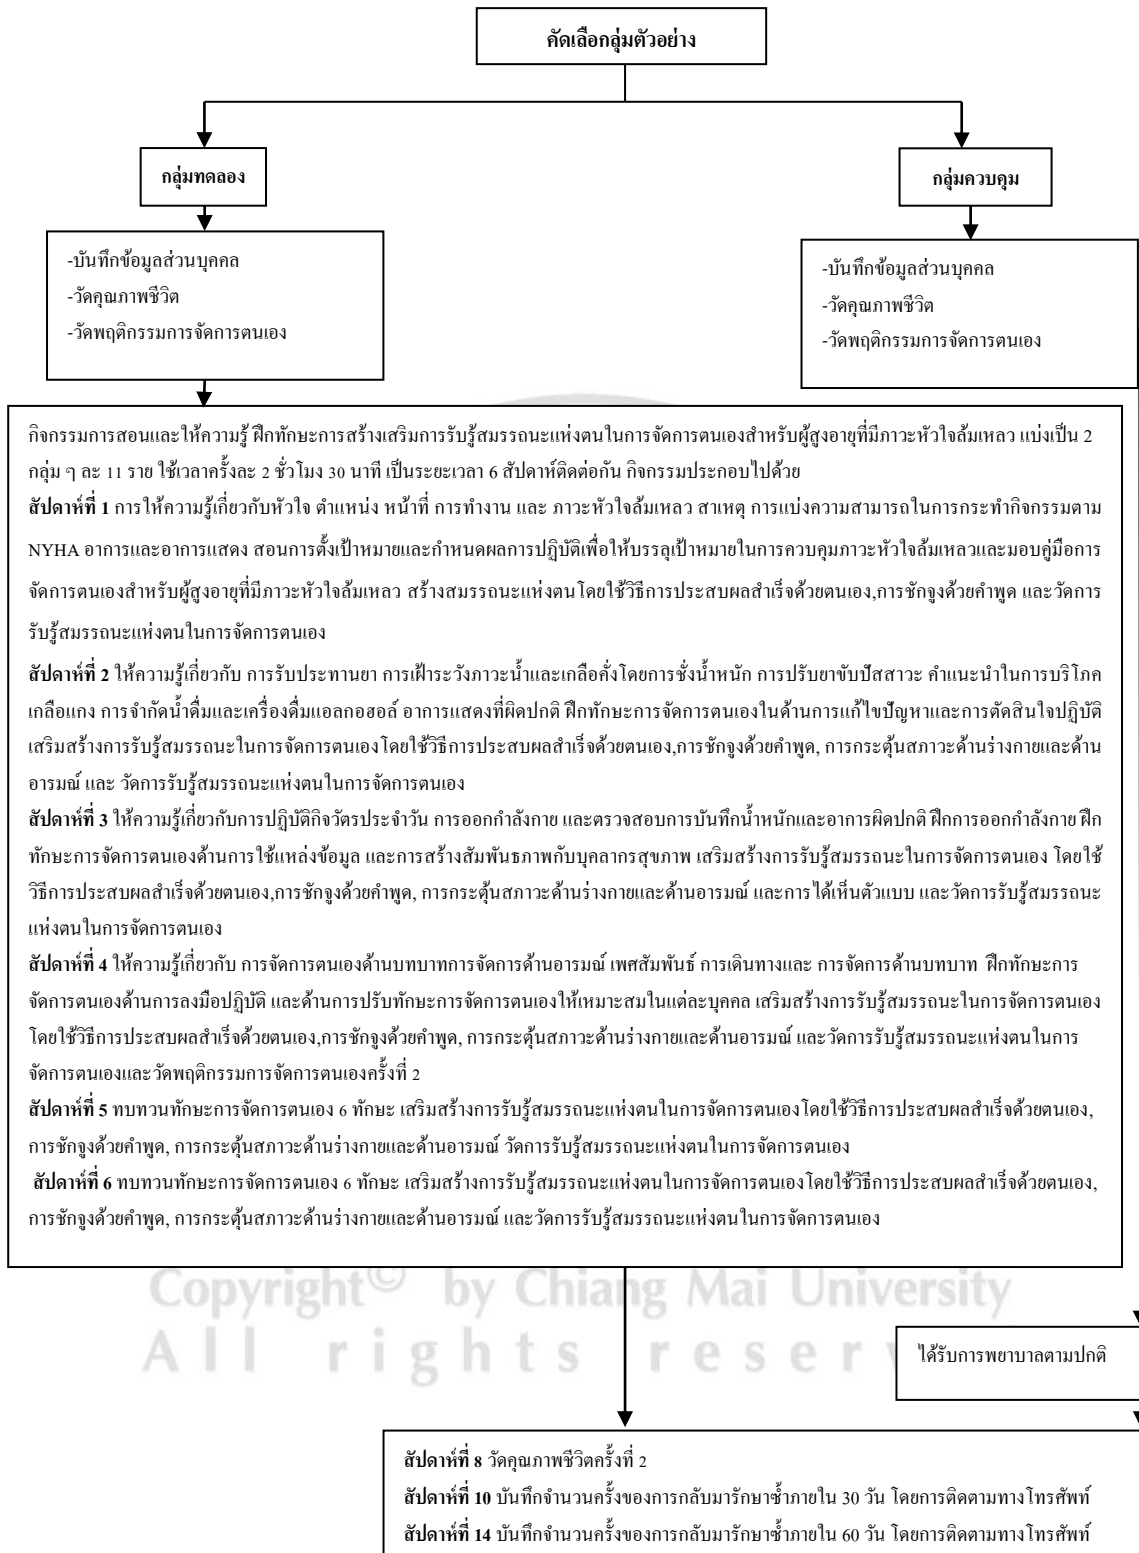 คัดเลือกลุ่มตัวอย่าง
กลุ่มทดลอง
กลุ่มควบคุม
-บันทึกข้อมูลส่วนบุคคล
-วัดคุณภาพชีวิต
-วัดพฤติกรรมการจัดการตนเอง
-บันทึกข้อมูลส่วนบุคคล
-วัดคุณภาพชีวิต
-วัดพฤติกรรมการจัดการตนเอง
กิจกรรมการสอนและให้ความรู้ ฝึกทักษะการสร้างเสริมการรับรู้สมรรถนะแห่งตนในการจัดการตนเองสำหรับผู้สูงอายุที่มีภาวะหัวใจล้มเหลว แบ่งเป็น 2
กลุ่ม ๆ ละ 11 ราย ใช้เวลาครั้งละ 2 ชั่วโมง 30 นาที เป็นระยะเวลา 6 สัปดาห์ติดต่อกัน กิจกรรมประกอบไปด้วย
สัปดาห์ที่ 1 การให้ความรู้เกี่ยวกับหัวใจ ตำแหน่ง หน้าที่ การทำงาน และ ภาวะหัวใจล้มเหลว สาเหตุ การแบ่งความสามารถในการกระทำกิจกรรมตาม
NYHA อาการและอาการแสดง สอนการตั้งเป้าหมายและกำหนดผลการปฏิบัติเพื่อให้บรรลุเป้าหมายในการควบคุมภาวะหัวใจล้มเหลวและมอบคู่มือการ
จัดการตนเองสำหรับผู้สูงอายุที่มีภาวะหัวใจล้มเหลว สร้างสมรรถนะแห่งตนโดยใช้วิธีการประสบผลสำเร็จด้วยตนเอง,การชักจูงด้วยคำพูด และวัดการ
รับรู้สมรรถนะแห่งตนในการจัดการตนเอง
สัปดาห์ที่ 2 ให้ความรู้เกี่ยวกับ การรับประทานยา การเฝ้าระวังภาวะน้ำและเกลือคั่งโดยการชั่งน้ำหนัก การปรับยาขับปัสสาวะ คำแนะนำในการบริโภค
เกลือแกง การจำกัดน้ำดื่มและเครื่องดื่มแอลกอฮอล์ อาการแสดงที่ผิดปกติ ฝึกทักษะการจัดการตนเองในด้านการแก้ไขปัญหาและการตัดสินใจปฏิบัติ
เสริมสร้างการรับรู้สมรรถนะในการจัดการตนเองโดยใช้วิธีการประสบผลสำเร็จด้วยตนเอง,การชักจูงด้วยคำพูด, การกระตุ้นสภาวะด้านร่างกายและด้าน
อารมณ์ และ วัดการรับรู้สมรรถนะแห่งตนในการจัดการตนเอง
สัปดาห์ที่ 3 ให้ความรู้เกี่ยวกับการปฏิบัติกิจวัตรประจำวัน การออกกำลังกาย และตรวจสอบการบันทึกน้ำหนักและอาการผิดปกติ ฝึกการออกกำลังกาย ฝึก
ทักษะการจัดการตนเองด้านการใช้แหล่งข้อมูล และการสร้างสัมพันธภาพกับบุคลากรสุขภาพ เสริมสร้างการรับรู้สมรรถนะในการจัดการตนเอง โดยใช้
วิธีการประสบผลสำเร็จด้วยตนเอง,การชักจูงด้วยคำพูด, การกระตุ้นสภาวะด้านร่างกายและด้านอารมณ์ และการได้เห็นตัวแบบ และวัดการรับรู้สมรรถนะ
แห่งตนในการจัดการตนเอง
สัปดาห์ที่ 4 ให้ความรู้เกี่ยวกับ การจัดการตนเองด้านบทบาทการจัดการด้านอารมณ์ เพศสัมพันธ์ การเดินทางและ การจัดการด้านบทบาท ฝึกทักษะการ
จัดการตนเองด้านการลงมือปฏิบัติ และด้านการปรับทักษะการจัดการตนเองให้เหมาะสมในแต่ละบุคคล เสริมสร้างการรับรู้สมรรถนะในการจัดการตนเอง
โดยใช้วิธีการประสบผลสำเร็จด้วยตนเอง,การชักจูงด้วยคำพูด, การกระตุ้นสภาวะด้านร่างกายและด้านอารมณ์ และวัดการรับรู้สมรรถนะแห่งตนในการ
จัดการตนเองและวัดพฤติกรรมการจัดการตนเองครั้งที่ 2
สัปดาห์ที่ 5 ทบทวนทักษะการจัดการตนเอง 6 ทักษะ เสริมสร้างการรับรู้สมรรถนะแห่งตนในการจัดการตนเองโดยใช้วิธีการประสบผลสำเร็จด้วยตนเอง,
การชักจูงด้วยคำพูด, การกระตุ้นสภาวะด้านร่างกายและด้านอารมณ์ วัดการรับรู้สมรรถนะแห่งตนในการจัดการตนเอง
สัปดาห์ที่ 6 ทบทวนทักษะการจัดการตนเอง 6 ทักษะ เสริมสร้างการรับรู้สมรรถนะแห่งตนในการจัดการตนเองโดยใช้วิธีการประสบผลสำเร็จด้วยตนเอง,
การชักจูงด้วยคำพูด, การกระตุ้นสภาวะด้านร่างกายและด้านอารมณ์ และวัดการรับรู้สมรรถนะแห่งตนในการจัดการตนเอง
Copyright© by Chiang Mai University
All rights reser
ได้รับการพยาบาลตามปกติ
สัปดาห์ที่ 8 วัดคุณภาพชีวิตครั้งที่ 2
สัปดาห์ที่ 10 บันทึกจำนวนครั้งของการกลับมารักษาซ้ำภายใน 30 วัน โดยการติดตามทางโทรศัพท์
สัปดาห์ที่ 14 บันทึกจำนวนครั้งของการกลับมารักษาซ้ำภายใน 60 วัน โดยการติดตามทางโทรศัพท์